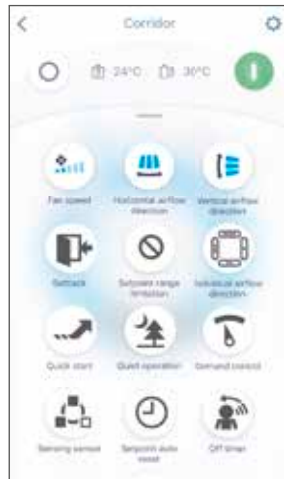 Corridor
24°C 30°C
Fan speed
Horizontal airflow direction
Vertical airflow direction
Setback
Setpoint range limitation
Individual airflow direction
Quick start
Quiet operation
Demand control
Sensing sensor
Setpoint auto reset
Off timer